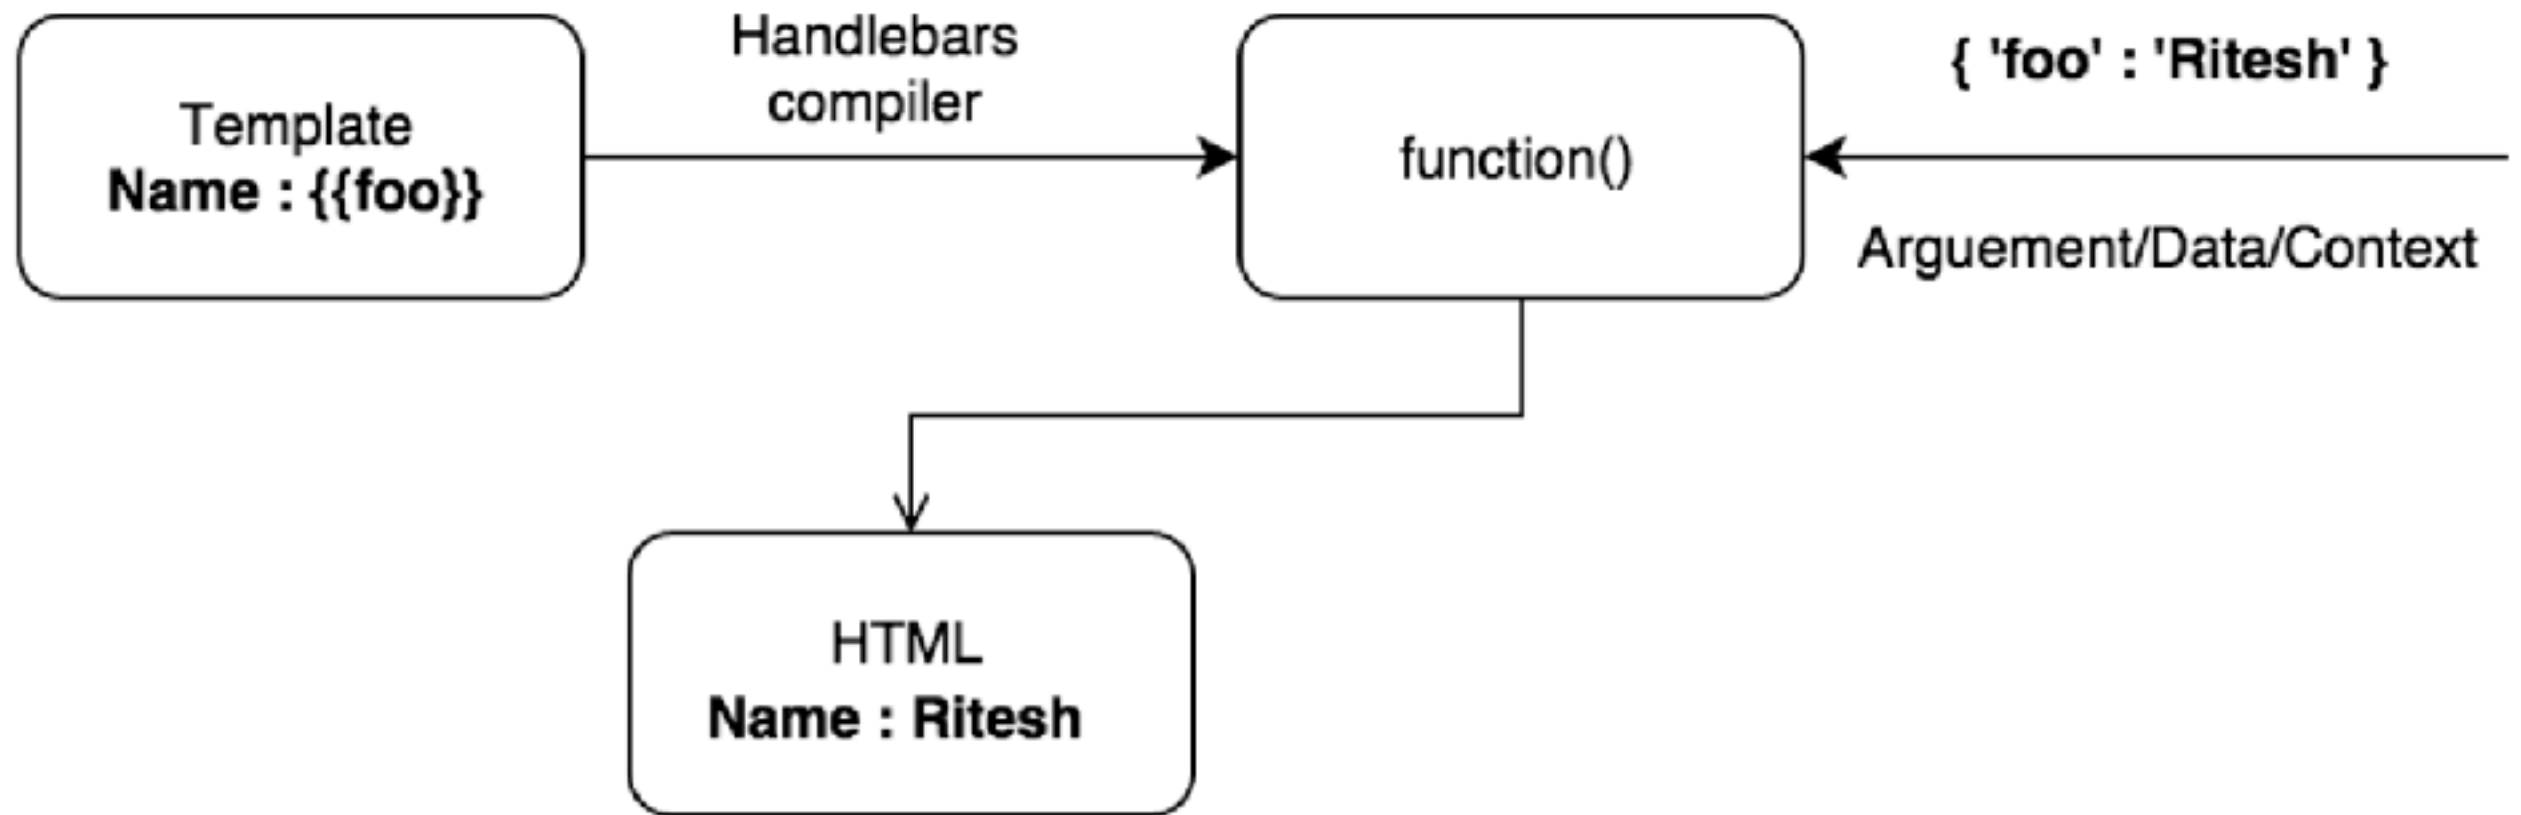 Template
Name : {{foo}}
Handlebars
compiler
function()
{ 'foo' : 'Ritesh' }
Arguement/Data/Context
HTML
Name : Ritesh